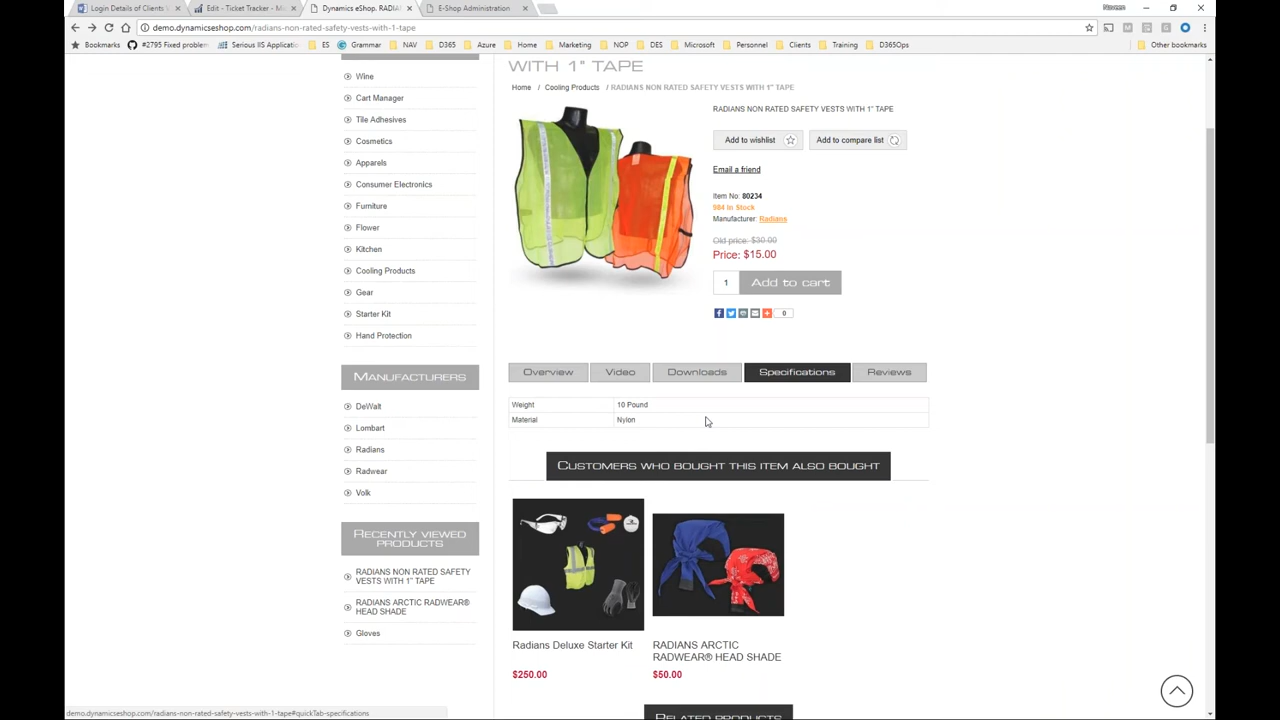 Login Details of Clients W
Edit - Ticket Tracker - Mi
Dynamics eShop. RADIAN
E-Shop Administration
demo.dynamicseshop.com/radians-non-rated-safety-vests-with-1-tape
Bookmarks #2795 Fixed problem Serious IIS Applicatio ES Grammar NAV D365 Azure Home Marketing NOP DES Microsoft Personnel Clients Training D365Ops Other bookmarks
WITH 1" TAPE
Home / Cooling Products / RADIANS NON RATED SAFETY VESTS WITH 1" TAPE
Wine
Cart Manager
Tile Adhesives
Cosmetics
Apparels
Consumer Electronics
Furniture
Flower
Kitchen
Cooling Products
Gear
Starter Kit
Hand Protection
MANUFACTURERS
DeWalt
Lombart
Radians
Radwear
Volk
RECENTLY VIEWED
PRODUCTS
RADIANS NON RATED SAFETY
VESTS WITH 1" TAPE
RADIANS ARCTIC RADWEAR®
HEAD SHADE
Gloves
RADIANS NON RATED SAFETY VESTS WITH 1" TAPE
Add to wishlist
Add to compare list
Email a friend
Item No: 80234
984 In Stock
Manufacturer: Radians
Old price: $30.00
Price: $15.00
1 Add to cart
0
Overview Video Downloads Specifications Reviews
Weight 10 Pound
Material Nylon
CUSTOMERS WHO BOUGHT THIS ITEM ALSO BOUGHT
Radians Deluxe Starter Kit
$250.00
RADIANS ARCTIC
RADWEAR® HEAD SHADE
$50.00
RELATED PRODUCTS
demo.dynamicseshop.com/radians-non-rated-safety-vests-with-1-tape#quickTab-specifications